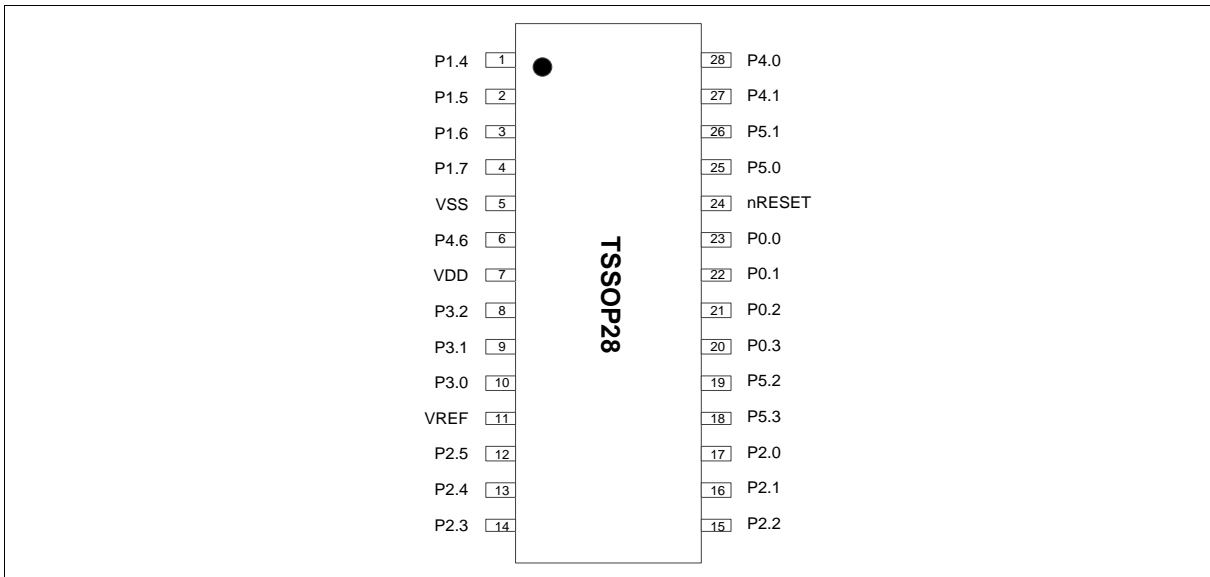 P1.4 1 28 P4.0
P1.5 2 27 P4.1
P1.6 3 26 P5.1
P1.7 4 25 P5.0
VSS 5 24 nRESET
P4.6 6 23 P0.0
VDD 7 22 P0.1
P3.2 8 21 P0.2
P3.1 9 20 P0.3
P3.0 10 19 P5.2
VREF 11 18 P5.3
P2.5 12 17 P2.0
P2.4 13 16 P2.1
P2.3 14 15 P2.2
TSSOP28